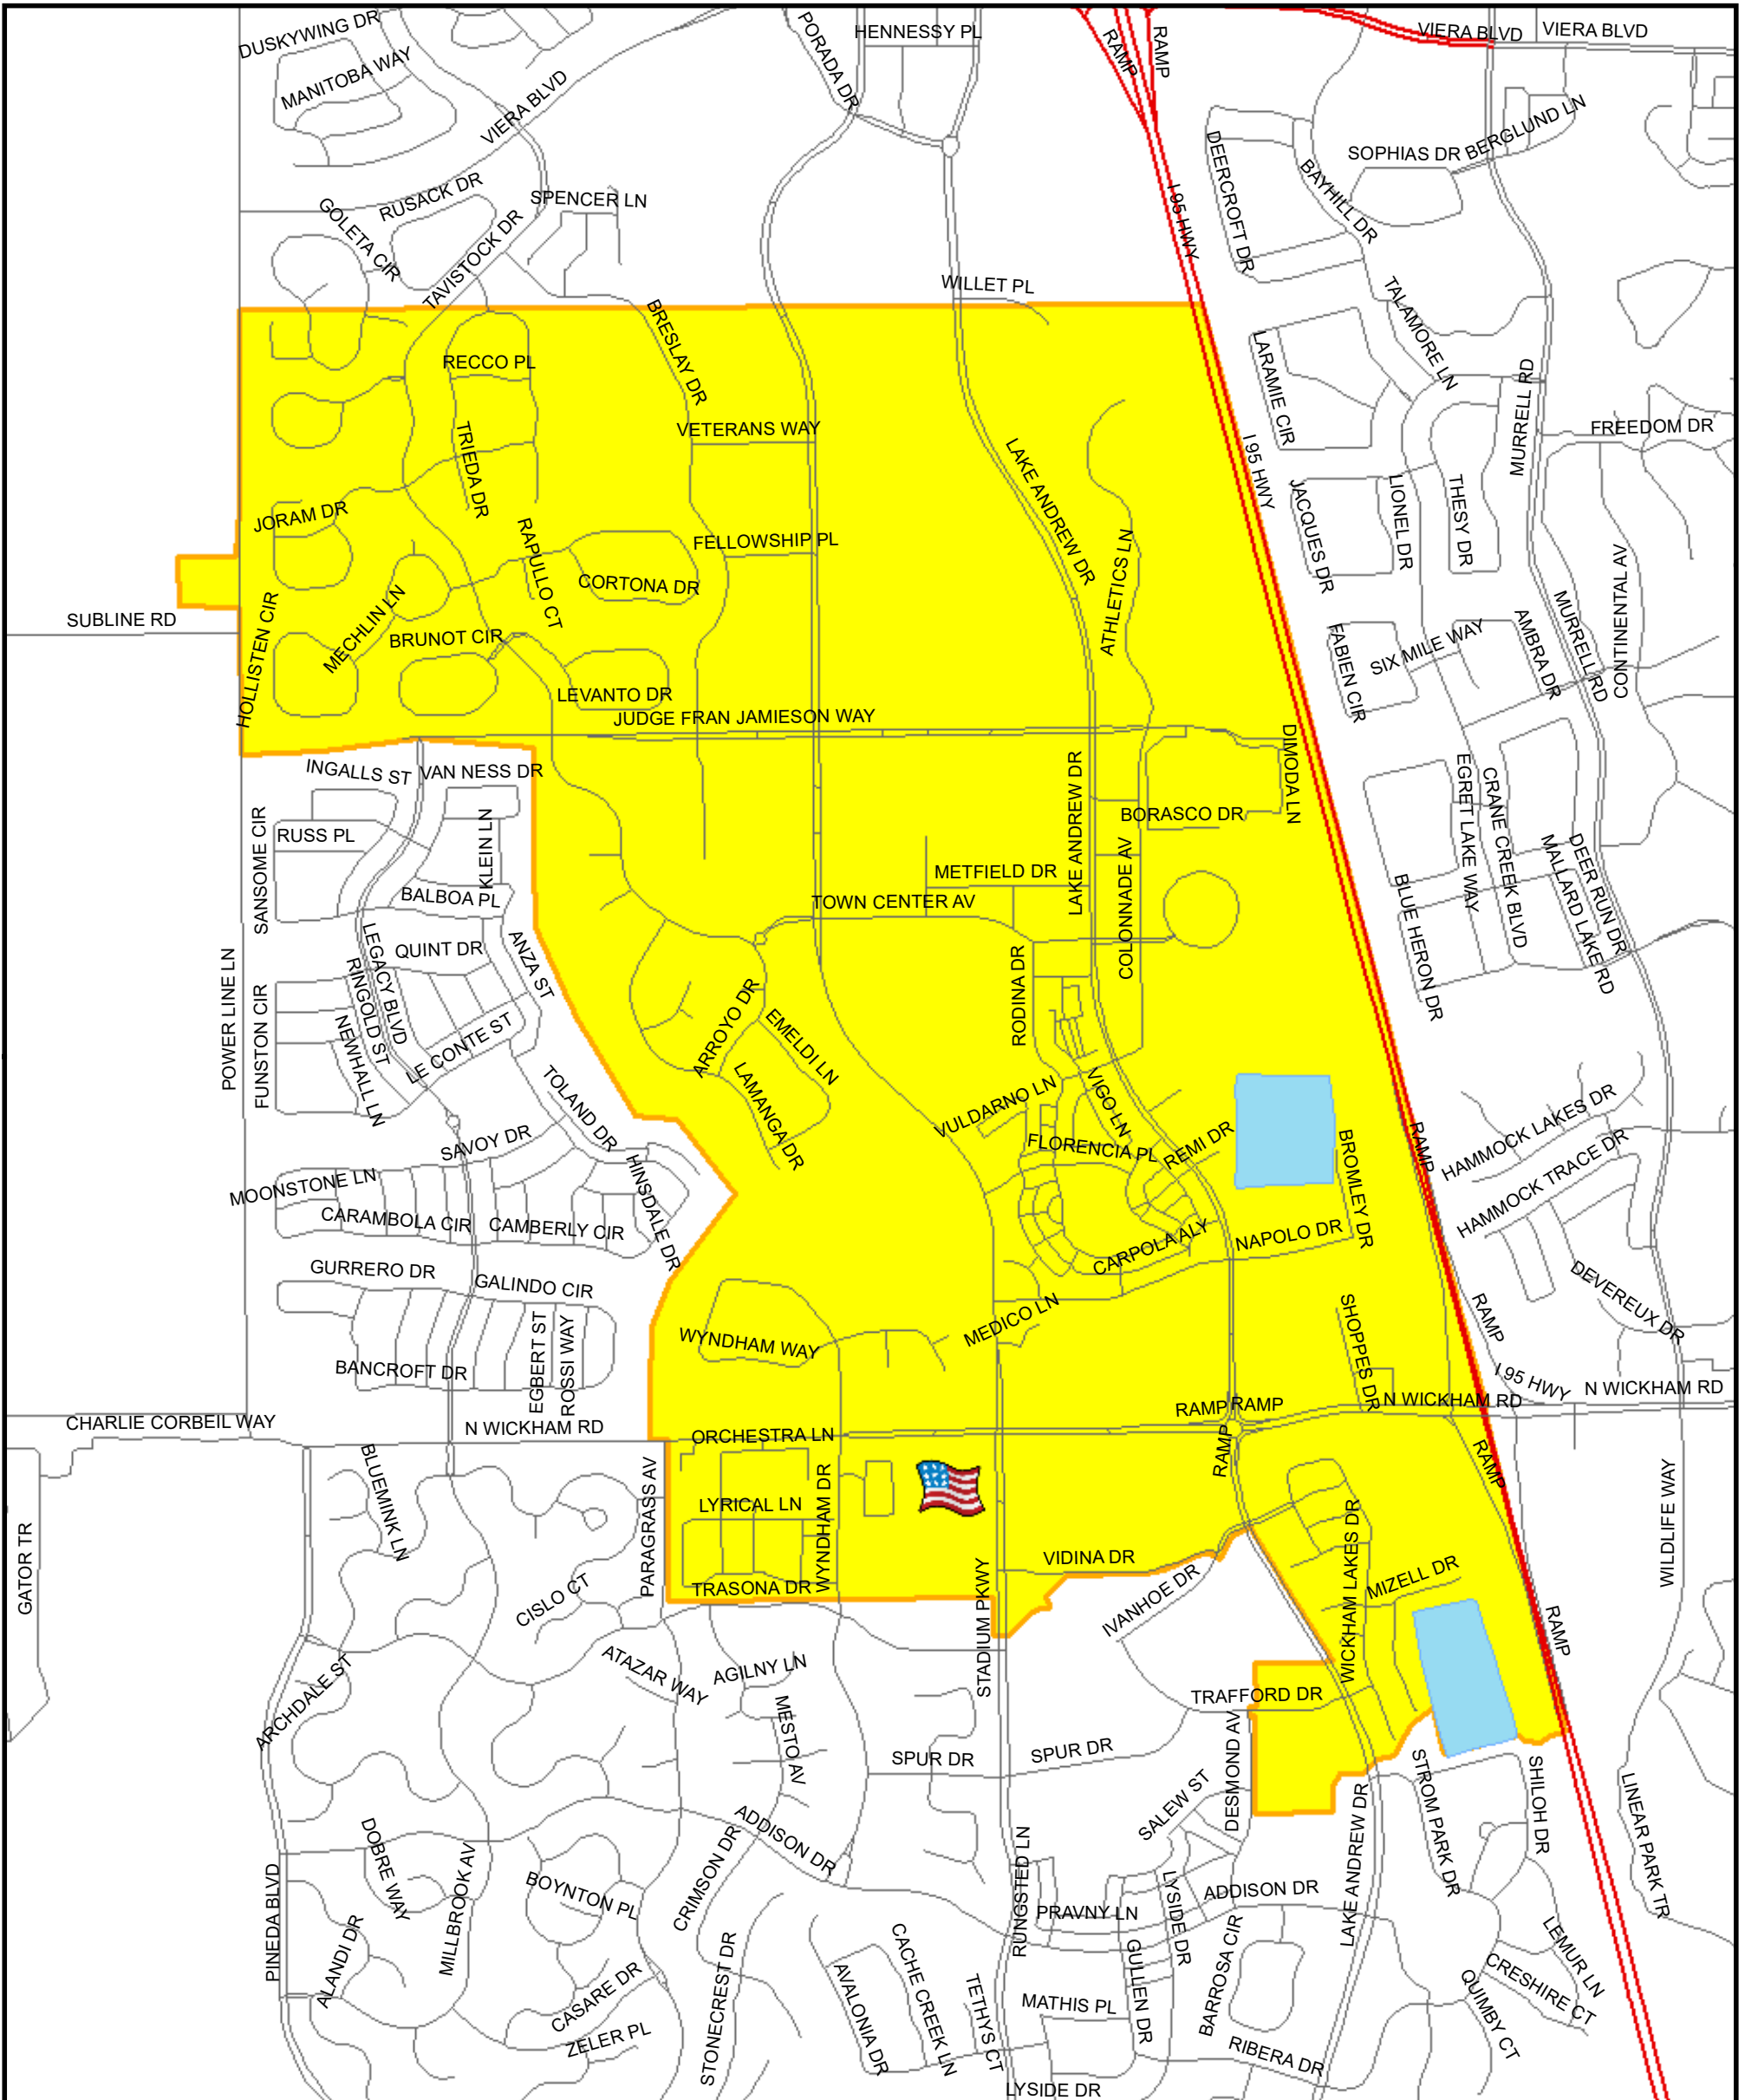 DUSKYWING DR
MANITOBA WAY
VIERA BLVD
PORADA DR
HENNESSY PL
RAMP
RAMP
VIERA BLVD
VIERA BLVD
GOLETA CIR
RUSACK DR
TAVISTOCK DR
SPENCER LN
I 95 HWY
DEERCROFT DR
BAYHILL DR
SOPHIAS DR
BERGLUND LN
WILLET PL
BRESLAY DR
TALAMORE LN
LARAMIE CIR
RECCO PL
VETERANS WAY
TRIEDA DR
LAKE ANDREW DR
I 95 HWY
MURRELL RD
FREEDOM DR
JORAM DR
RAPULLO CT
FELLOWSHIP PL
CORTONA DR
ATHLETICS LN
JACQUES DR
LIONEL DR
THESY DR
SUBLINE RD
HOLLISTEN CIR
MECHLIN LN
BRUNOT CIR
LEVANTO DR
FABIEN CIR
SIX MILE WAY
AMBRA DR
MURRELL RD
CONTINENTAL AV
JUDGE FRAN JAMIESON WAY
DIMODA LN
INGALLS ST
VAN NESS DR
SANSOME CIR
RUSS PL
KLEIN LN
BALBOA PL
LAKE ANDREW DR
BORASCO DR
COLONNADE AV
METFIELD DR
TOWN CENTER AV
EGRET LAKE WAY
CRANE CREEK BLVD
MALLARD LAKE RD
DEER RUN DR
BLUE HERON DR
POWER LINE LN
FUNSTON CIR
LEGACY BLVD
RINGOLD ST
NEWHALL LN
QUINT DR
ANZA ST
LE CONTE ST
RODINA DR
ARROYO DR
EMELDI LN
LAMANGA DR
TOLAND DR
SAVOY DR
HINSDALE DR
VULDARNO LN
VIGO LN
FLORENCIA PL
REMI DR
BROMLEY DR
RAMP
HAMMOCK LAKES DR
HAMMOCK TRACE DR
MOONSTONE LN
CARAMBOLA CIR
CAMBERLY CIR
CARPOLA ALY
NAPOLO DR
GURRERO DR
GALINDO CIR
DEVEREUX DR
RAMP
EGBERT ST
ROSSI WAY
BANCROFT DR
WYNDHAM WAY
MEDICO LN
SHOPPES DR
I 95 HWY
N WICKHAM RD
N WICKHAM RD
CHARLIE CORBEIL WAY
N WICKHAM RD
ORCHESTRA LN
RAMP
RAMP
RAMP
RAMP
GATOR TR
BLUEMINK LN
PARAGRASS AV
LYRICAL LN
WYNDHAM DR
WILDLIFE WAY
CISLO CT
TRASONA DR
STADIUM PKWY
VIDINA DR
IVANHOE DR
WICKHAM LAKES DR
MIZELL DR
RAMP
ARCHDALE ST
ATAZAR WAY
AGILNY LN
MESTO AV
TRAFFORD DR
DESMOND AV
SPUR DR
SPUR DR
SALEW ST
STROM PARK DR
SHILOH DR
LINEAR PARK TR
PINEDA BLVD
DOBRE WAY
MILLBROOK AV
ALANDI DR
BOYNTON PL
CRIMSON DR
ADDISON DR
RUNGSTED LN
PRAVNY LN
LYSIDE DR
ADDISON DR
LAKE ANDREW DR
LEMUR LN
CRESHIRE CT
QUIMBY CT
CASARE DR
ZELER PL
STONECREST DR
AVALONIA DR
CACHE CREEK LN
TETHYS CT
MATHIS PL
GULLEN DR
BARROSA CIR
RIBERA DR
LYSIDE DR